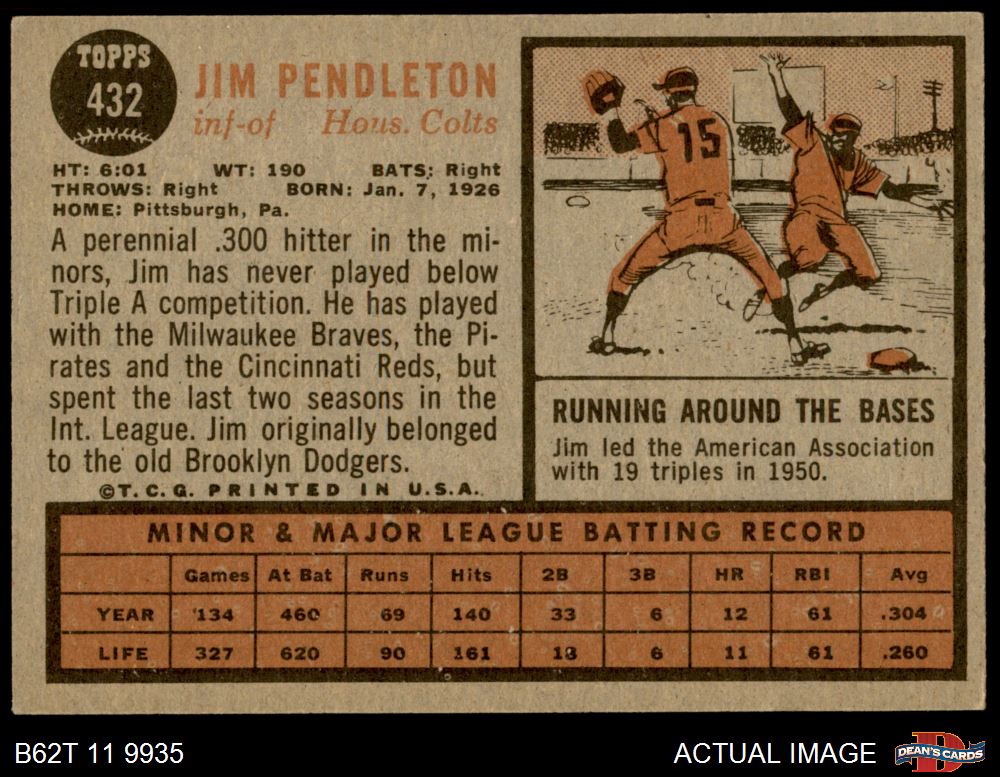 TOPPS
432
JIM PENDLETON
inf-of Hous. Colts
HT: 6:01 WT: 190 BATS: Right
THROWS: Right BORN: Jan. 7, 1926
HOME: Pittsburgh, Pa.
A perennial .300 hitter in the mi-
nors, Jim has never played below
Triple A competition. He has played
with the Milwaukee Braves, the Pi-
rates and the Cincinnati Reds, but
spent the last two seasons in the
Int. League. Jim originally belonged
to the old Brooklyn Dodgers.
©T.C.G. PRINTED IN U.S.A.
15
RUNNING AROUND THE BASES
Jim led the American Association
with 19 triples in 1950.
MINOR & MAJOR LEAGUE BATTING RECORD
Games At Bat Runs Hits 2B 3B HR RBI Avg
YEAR 134 460 69 140 33 6 12 61 .304
LIFE 327 620 90 161 18 6 11 61 .260
B62T 11 9935 ACTUAL IMAGE DEAN'S CARDS